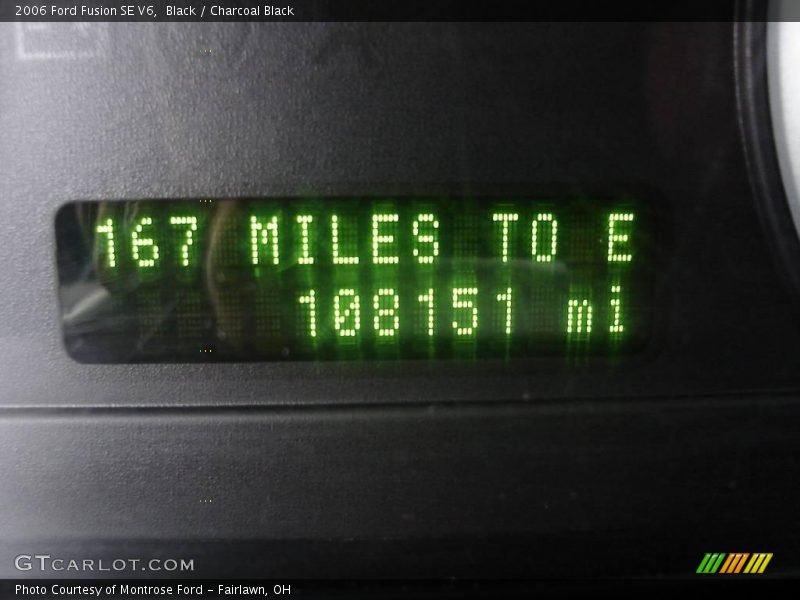 2006 Ford Fusion SE V6,  Black / Charcoal Black
167 MILES TO E
108151 mi
GTCARLOT.COM
Photo Courtesy of Montrose Ford – Fairlawn, OH